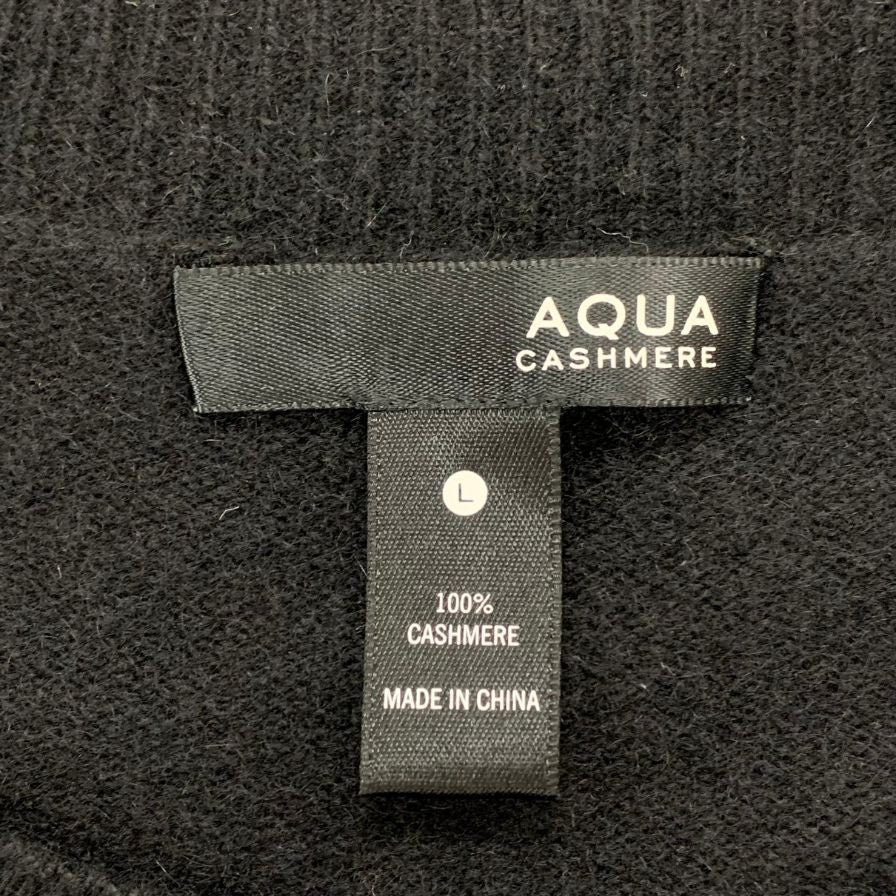 AQUA
CASHMERE
L
100%
CASHMERE
MADE IN CHINA